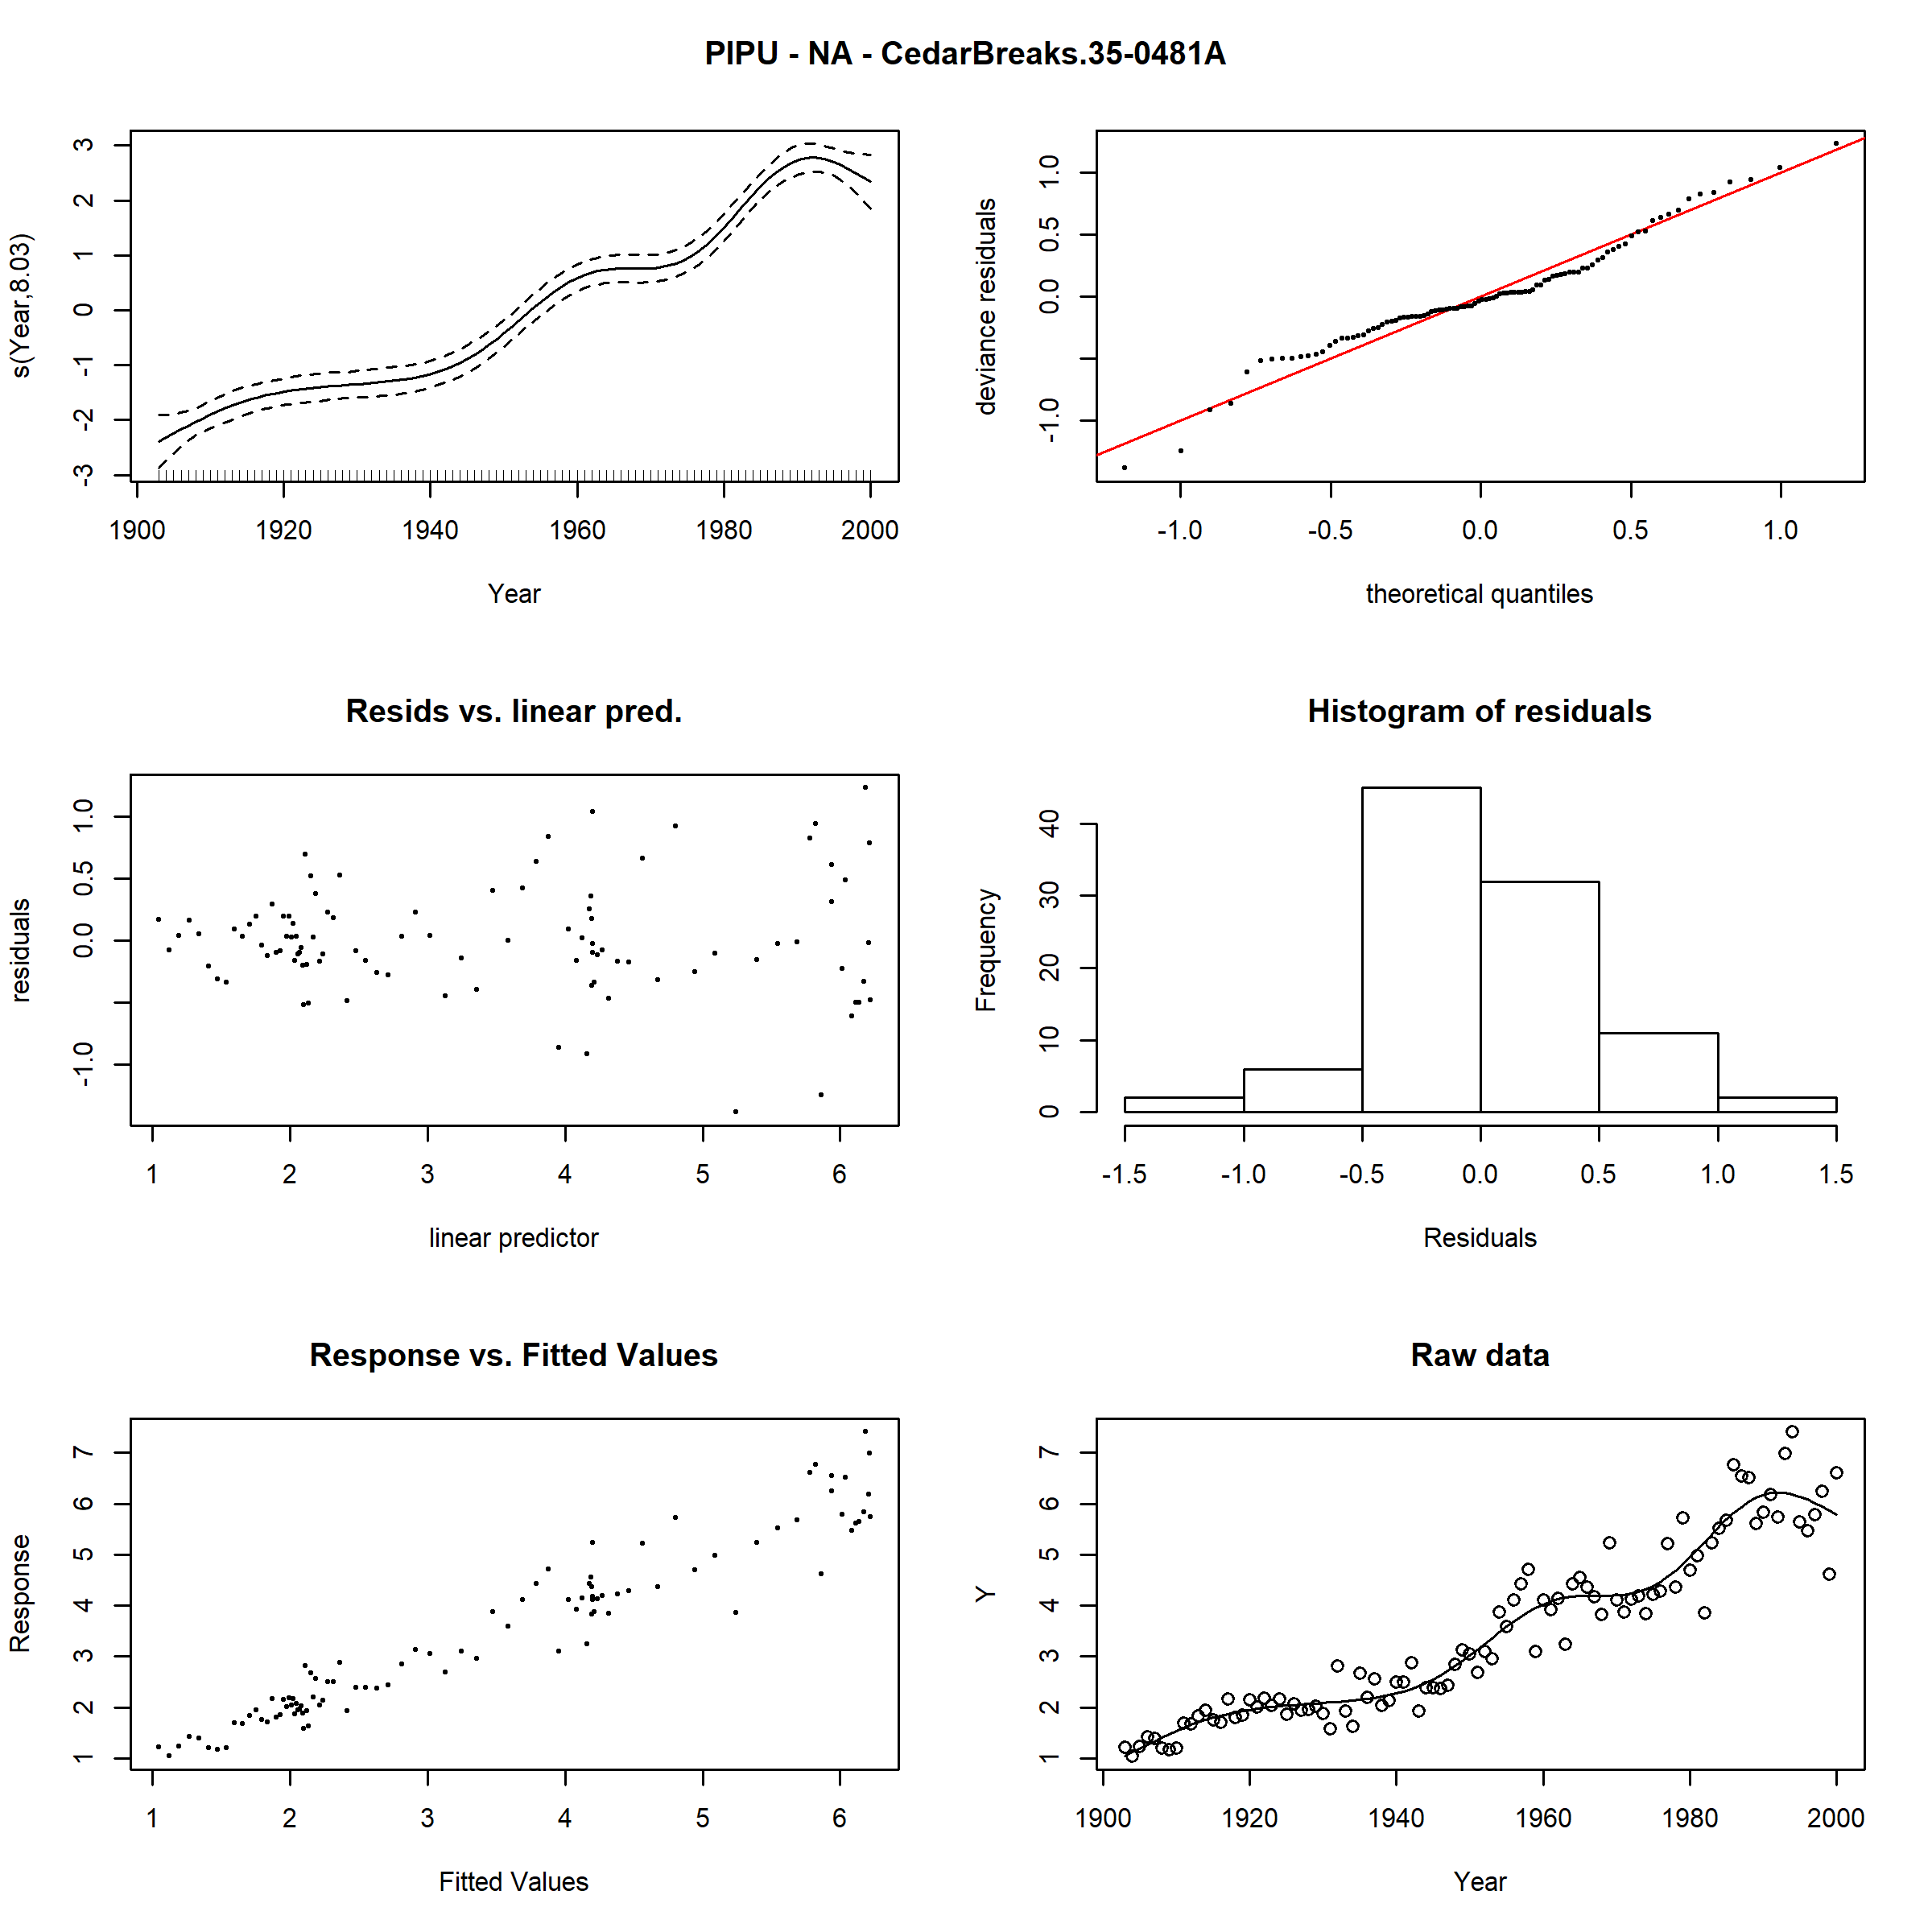 PIPU - NA - CedarBreaks.35-0481A
s(Year,8.03)
3
2
1
0
-1
-2
-3
1900 1920 1940 1960 1980 2000
Year
deviance residuals
1.0
0.5
0.0
-1.0
-1.0 -0.5 0.0 0.5 1.0
theoretical quantiles
Resids vs. linear pred.
residuals
1.0
0.5
0.0
-1.0
1 2 3 4 5 6
linear predictor
Histogram of residuals
Frequency
40
30
20
10
0
-1.5 -1.0 -0.5 0.0 0.5 1.0 1.5
Residuals
Response vs. Fitted Values
Response
7
6
5
4
3
2
1
1 2 3 4 5 6
Fitted Values
Raw data
Y
7
6
5
4
3
2
1
1900 1920 1940 1960 1980 2000
Year